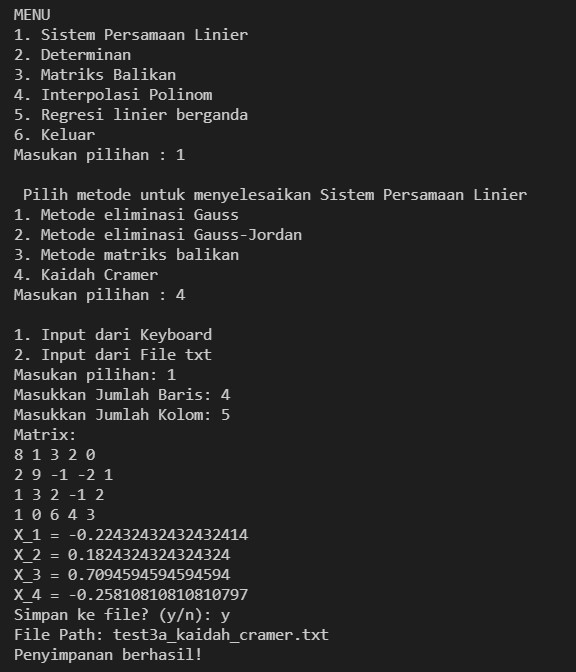 MENU
1. Sistem Persamaan Linier
2. Determinan
3. Matriks Balikan
4. Interpolasi Polinom
5. Regresi linier berganda
6. Keluar
Masukan pilihan : 1
Pilih metode untuk menyelesaikan Sistem Persamaan Linier
1. Metode eliminasi Gauss
2. Metode eliminasi Gauss-Jordan
3. Metode matriks balikan
4. Kaidah Cramer
Masukan pilihan : 4
1. Input dari Keyboard
2. Input dari File txt
Masukan pilihan: 1
Masukkan Jumlah Baris: 4
Masukkan Jumlah Kolom: 5
Matrix:
8 1 3 2 0
2 9 -1 -2 1
1 3 2 -1 2
1 0 6 4 3
X_1 = -0.22432432432432414
X_2 = 0.1824324324324324
X_3 = 0.7094594594594594
X_4 = -0.25810810810810797
Simpan ke file? (y/n): y
File Path: test3a_kaidah_cramer.txt
Penyimpanan berhasil!